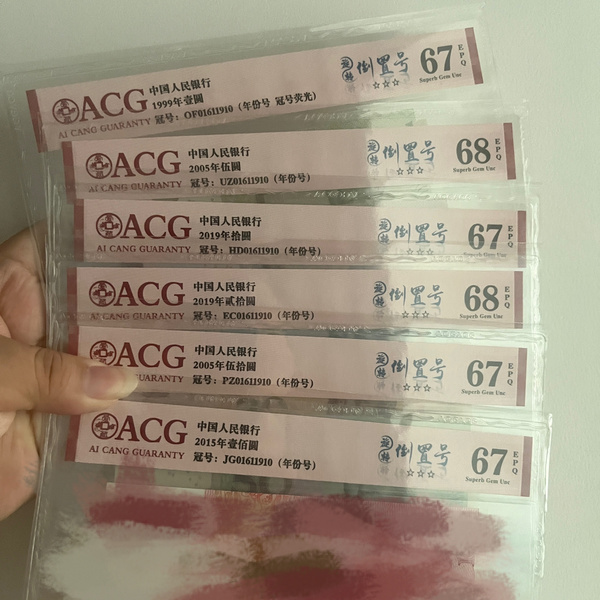 ACG
AI CANG GUARANTY
中国人民银行
1999年壹圆
冠号：OF01611910（年份号 冠号荧光）
倒置号
☆☆☆
67 EPQ
Superb Gem Unc
ACG
AI CANG GUARANTY
中国人民银行
2005年伍圆
冠号：UZ01611910（年份号）
倒置号
☆☆☆
68 EPQ
Superb Gem Unc
ACG
AI CANG GUARANTY
中国人民银行
2019年拾圆
冠号：HD01611910（年份号）
倒置号
☆☆☆
67 EPQ
Superb Gem Unc
ACG
AI CANG GUARANTY
中国人民银行
2019年贰拾圆
冠号：EC01611910（年份号）
倒置号
☆☆☆
68 EPQ
Superb Gem Unc
ACG
GUARANTY
中国人民银行
2005年伍拾圆
冠号：PZ01611910（年份号）
倒置号
☆☆☆
67 EPQ
Superb Gem Unc
ACG
AI CANG GUARANTY
中国人民银行
2015年壹佰圆
冠号：JG01611910（年份号）
倒置号
☆☆☆
67 EPQ
Superb Gem Unc